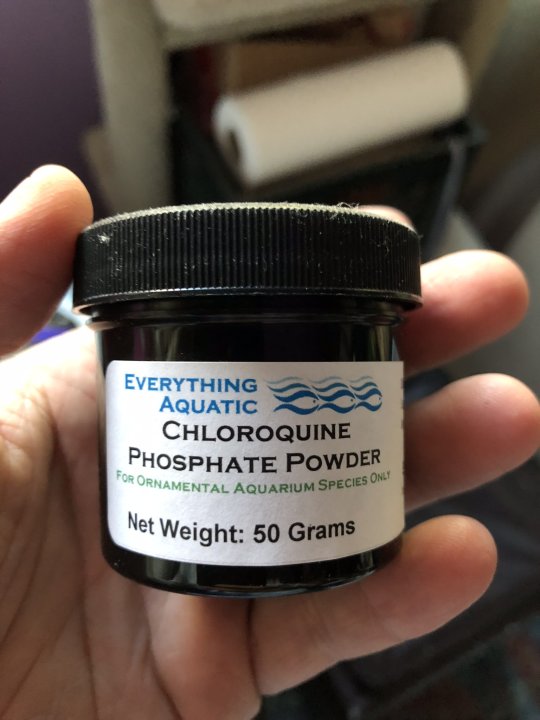 EVERYTHING
AQUATIC
CHLOROQUINE
PHOSPHATE POWDER
FOR ORNAMENTAL AQUARIUM SPECIES ONLY
Net Weight: 50 Grams